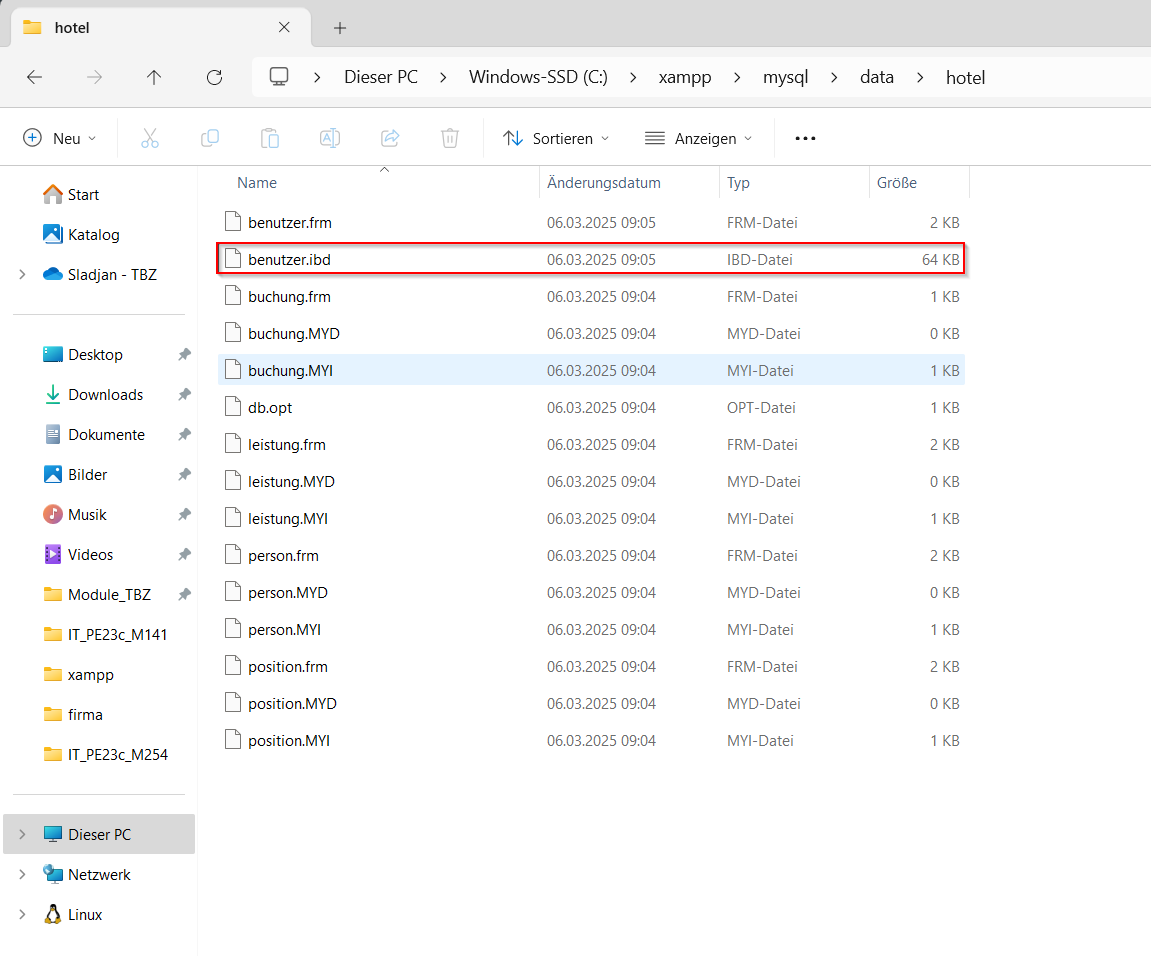 hotel
Dieser PC > Windows-SSD (C:) > xampp > mysql > data > hotel
Neu
Sortieren
Anzeigen
Start
Katalog
Sladjan - TBZ
Desktop
Downloads
Dokumente
Bilder
Musik
Videos
Module_TBZ
IT_PE23c_M141
xampp
firma
IT_PE23c_M254
Dieser PC
Netzwerk
Linux
Name Änderungsdatum Typ Größe
benutzer.frm 06.03.2025 09:05 FRM-Datei 2 KB
benutzer.ibd 06.03.2025 09:05 IBD-Datei 64 KB
buchung.frm 06.03.2025 09:04 FRM-Datei 1 KB
buchung.MYD 06.03.2025 09:04 MYD-Datei 0 KB
buchung.MYI 06.03.2025 09:04 MYI-Datei 1 KB
db.opt 06.03.2025 09:04 OPT-Datei 1 KB
leistung.frm 06.03.2025 09:04 FRM-Datei 2 KB
leistung.MYD 06.03.2025 09:04 MYD-Datei 0 KB
leistung.MYI 06.03.2025 09:04 MYI-Datei 1 KB
person.frm 06.03.2025 09:04 FRM-Datei 2 KB
person.MYD 06.03.2025 09:04 MYD-Datei 0 KB
person.MYI 06.03.2025 09:04 MYI-Datei 1 KB
position.frm 06.03.2025 09:04 FRM-Datei 2 KB
position.MYD 06.03.2025 09:04 MYD-Datei 0 KB
position.MYI 06.03.2025 09:04 MYI-Datei 1 KB